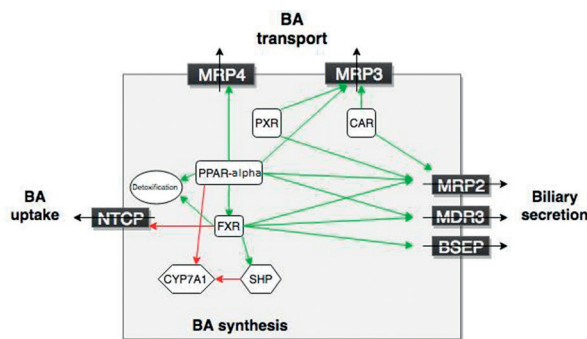 BA
transport
MRP4
MRP3
PXR
CAR
PPAR-alpha
Detoxification
MRP2
BA
uptake
NTCP
FXR
MDR3
Biliary
secretion
BSEP
CYP7A1
SHP
BA synthesis